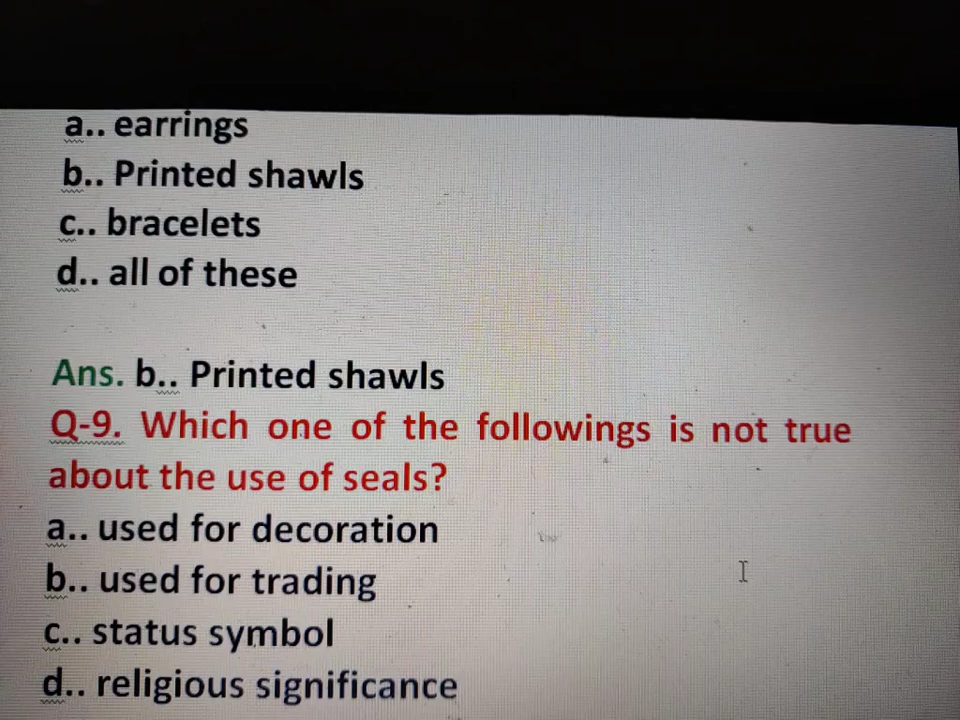 a.. earrings
b.. Printed shawls
c.. bracelets
d.. all of these
Ans. b.. Printed shawls
Q-9. Which one of the followings is not true
about the use of seals?
a.. used for decoration
b.. used for trading
c.. status symbol
d.. religious significance